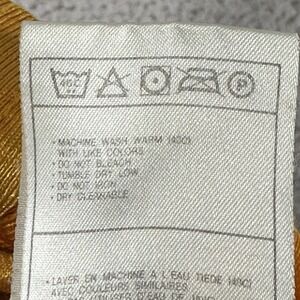 40C
P
• MACHINE WASH WARM (40C)
WITH LIKE COLORS
• DO NOT BLEACH
• TUMBLE DRY LOW
• DO NOT IRON
• DRY CLEANABLE
• LAVER EN MACHINE A L'EAU TIEDE (40C)
AVEC COULEURS SIMILAIRES